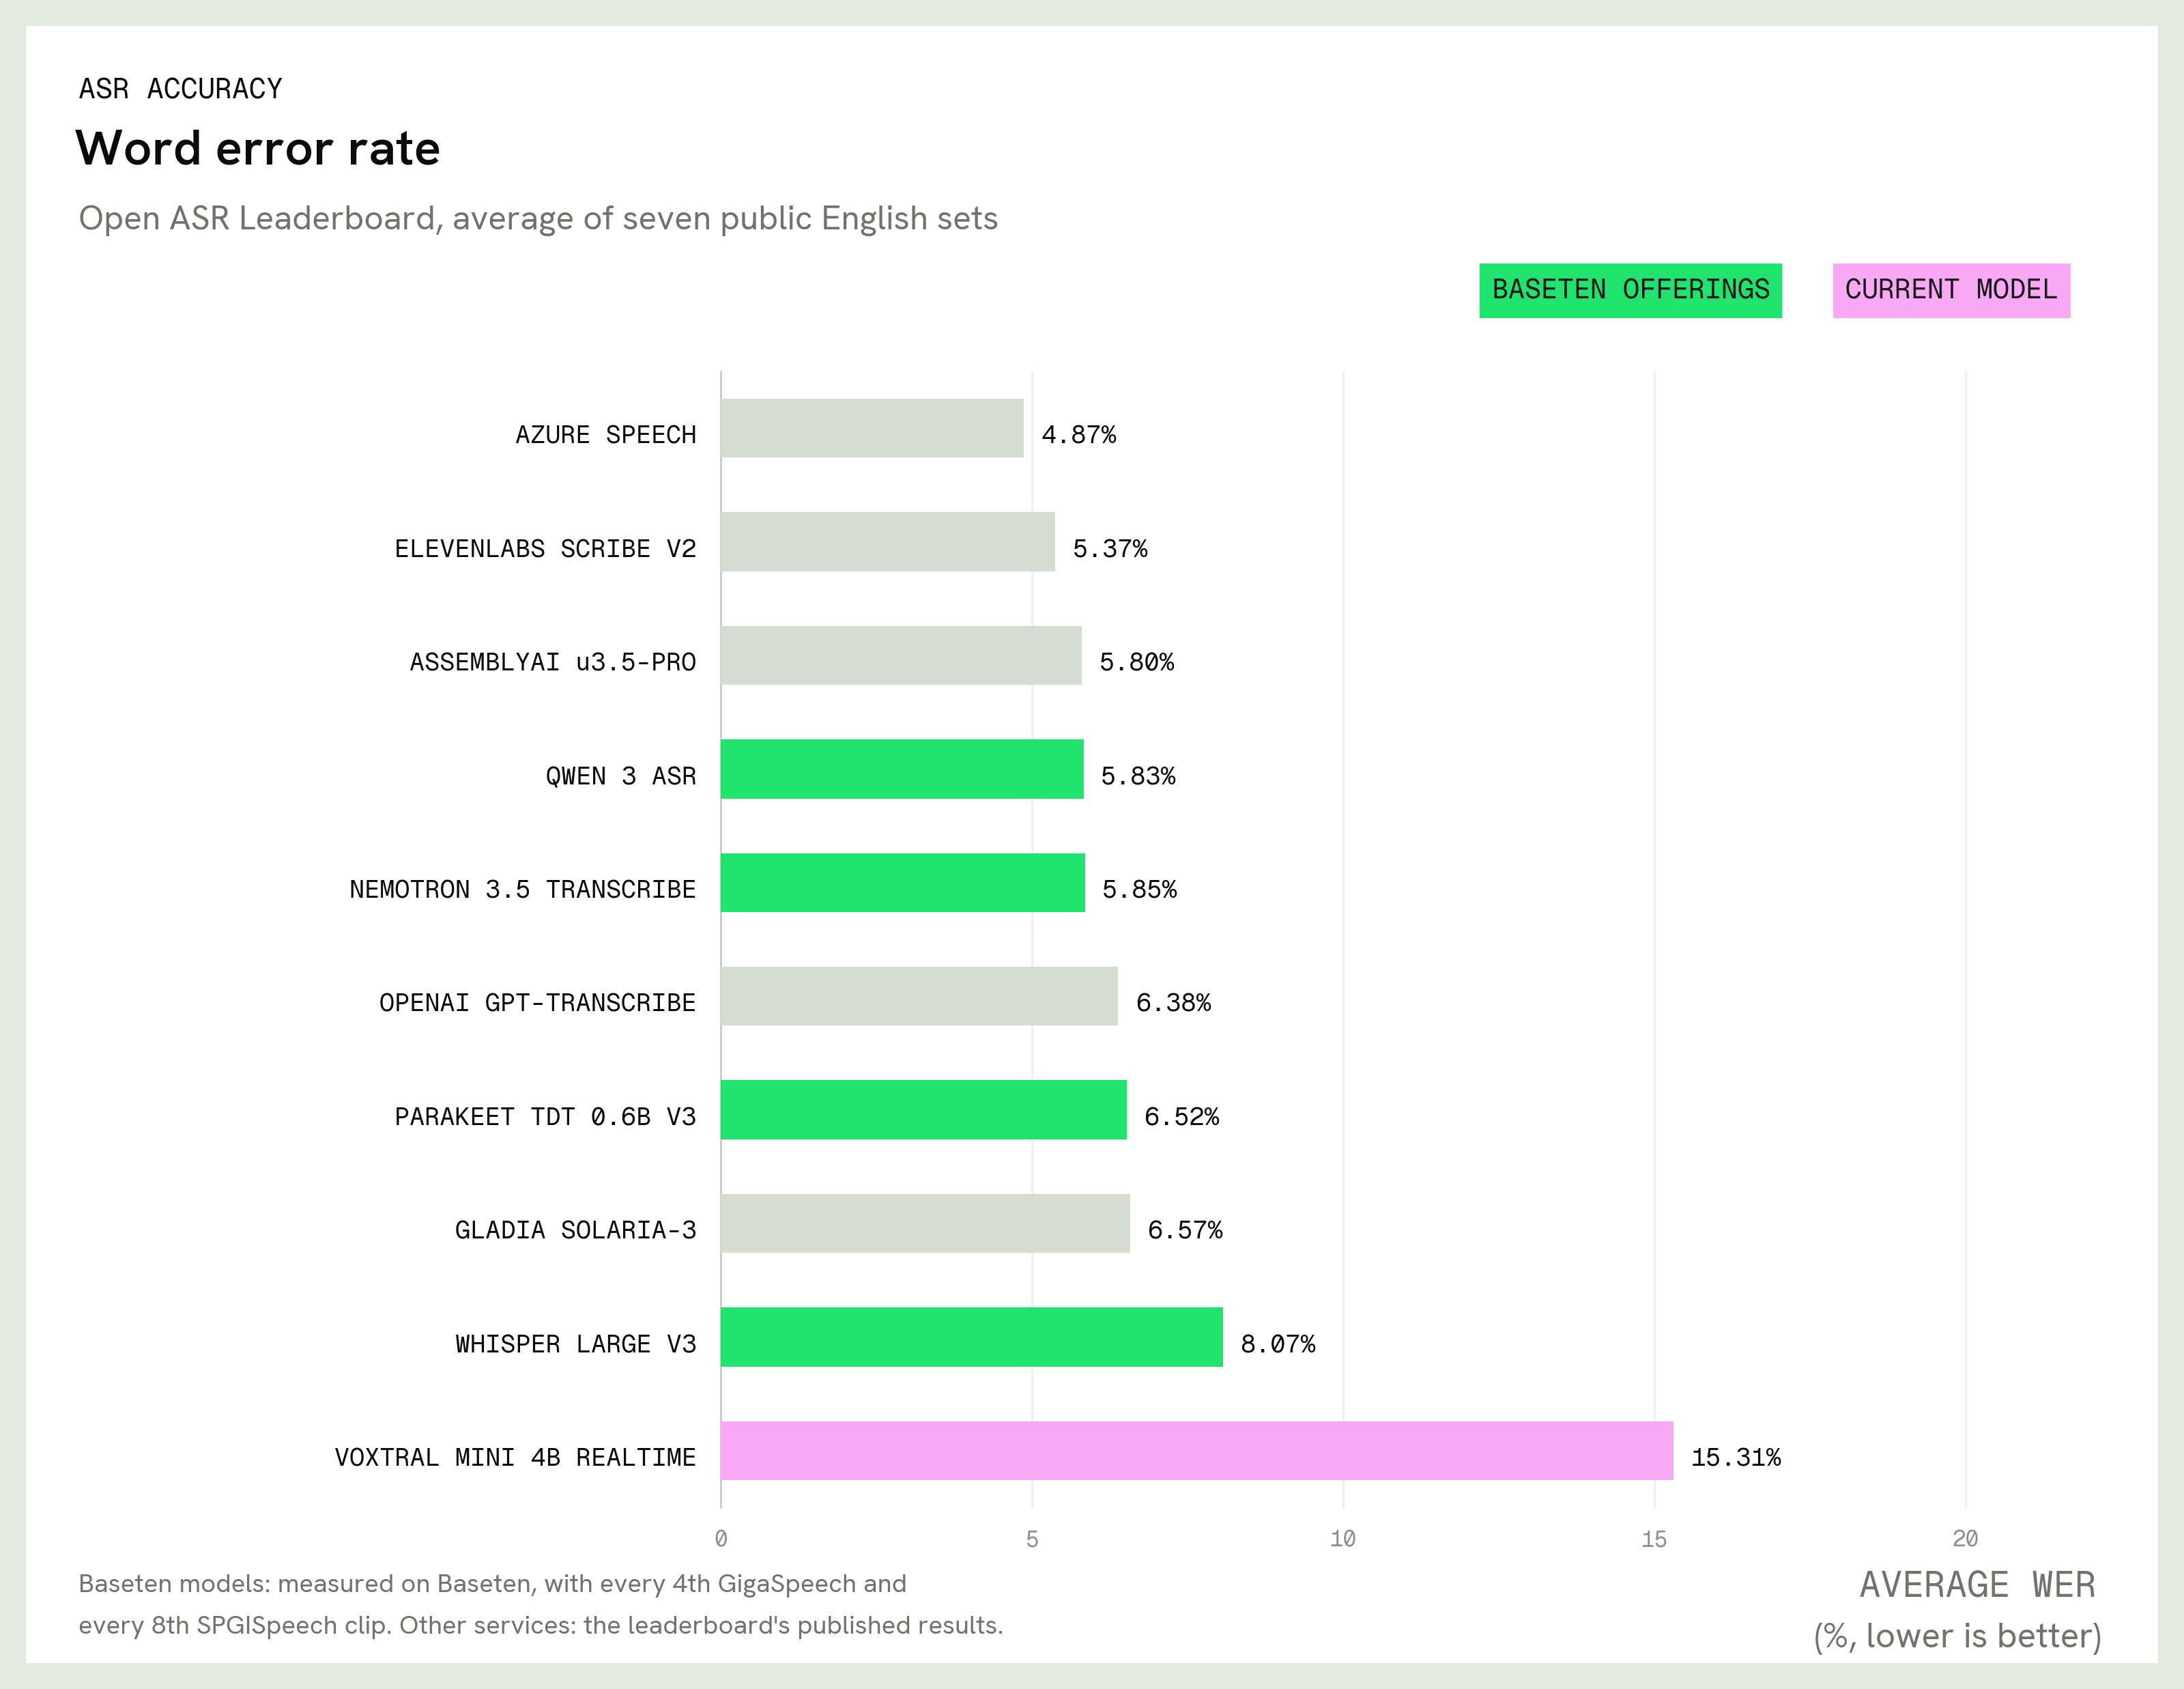 ASR ACCURACY
Word error rate
Open ASR Leaderboard, average of seven public English sets
BASETEN OFFERINGS
CURRENT MODEL
AZURE SPEECH 4.87%
ELEVENLABS SCRIBE V2 5.37%
ASSEMBLYAI u3.5-PRO 5.80%
QWEN 3 ASR 5.83%
NEMOTRON 3.5 TRANSCRIBE 5.85%
OPENAI GPT-TRANSCRIBE 6.38%
PARAKEET TDT 0.6B V3 6.52%
GLADIA SOLARIA-3 6.57%
WHISPER LARGE V3 8.07%
VOXTRAL MINI 4B REALTIME 15.31%
0 5 10 15 20
Baseten models: measured on Baseten, with every 4th GigaSpeech and
every 8th SPGISpeech clip. Other services: the leaderboard's published results.
AVERAGE WER
(%, lower is better)